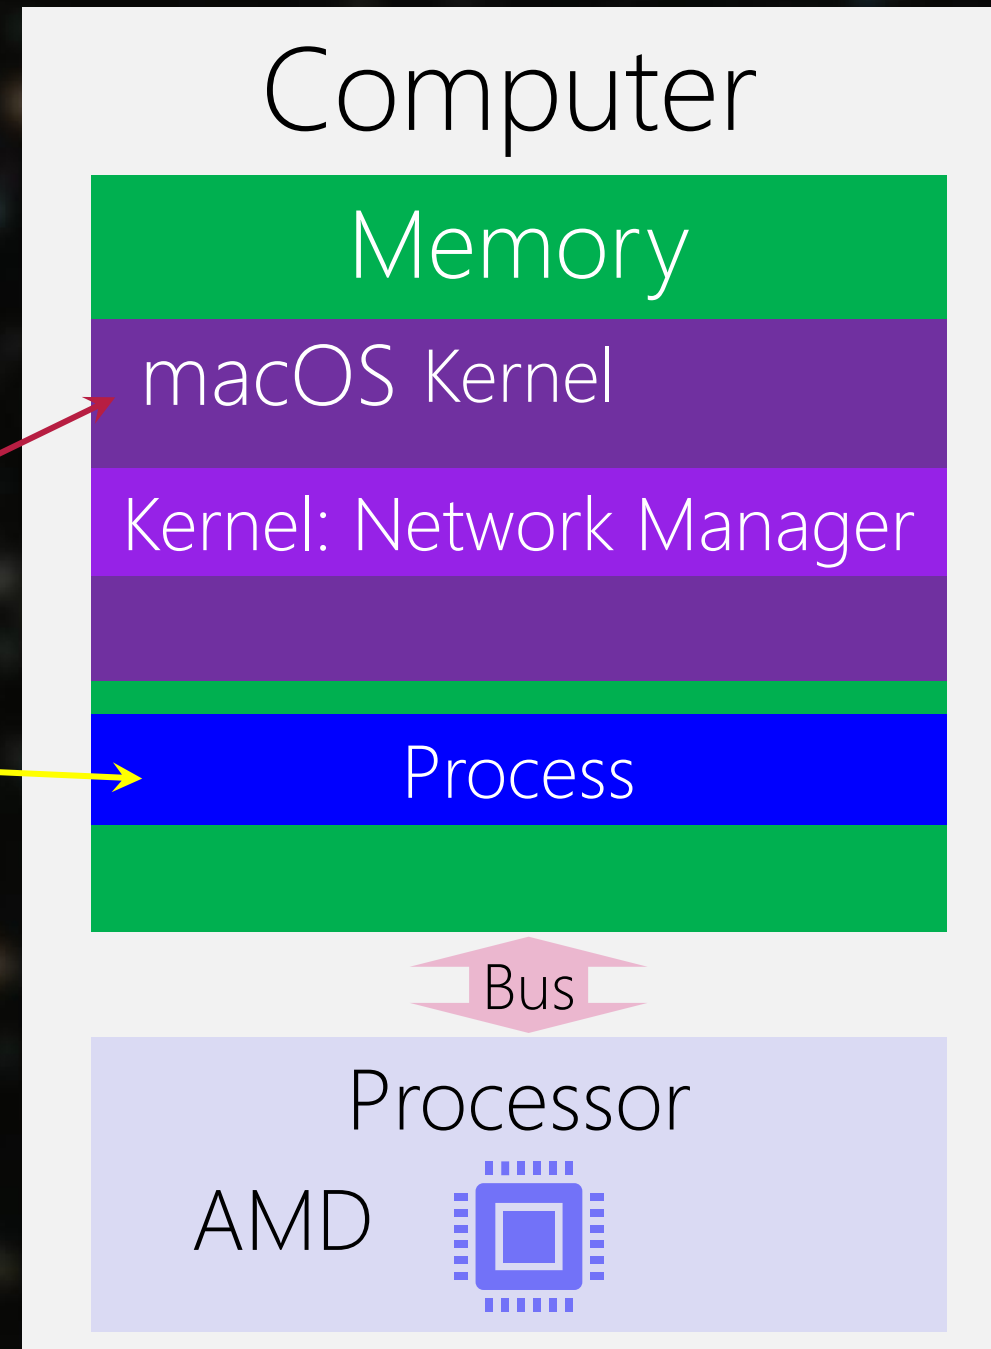 Computer
Memory
macOS Kernel
Kernel: Network Manager
Process
Bus
Processor
AMD